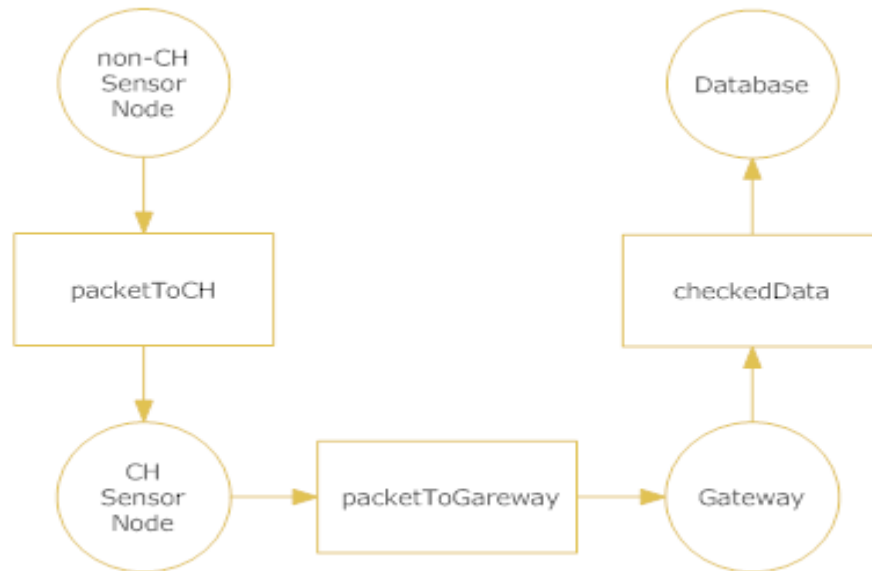 non-CH
Sensor
Node
Database
packetToCH
checkedData
CH
Sensor
Node
packetToGareway
Gateway